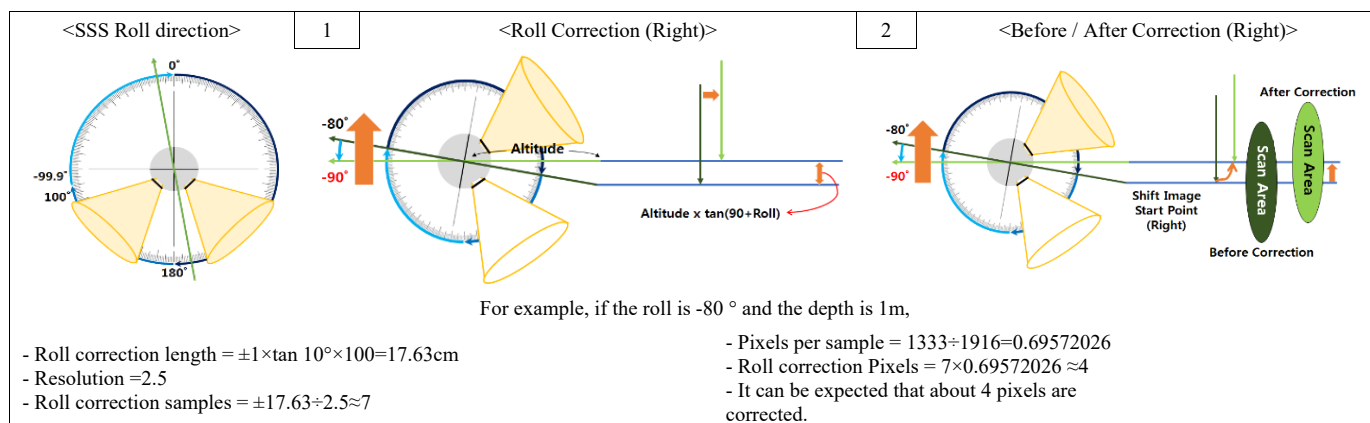 <SSS Roll direction>
0˚
-99.9˚
100˚
180˚
1
<Roll Correction (Right)>
-80˚
-90˚
Altitude
Altitude x tan(90+Roll)
2
<Before / After Correction (Right)>
-80˚
-90˚
After Correction
Scan Area
Scan Area
Shift Image
Start Point
(Right)
Before Correction
For example, if the roll is -80 ° and the depth is 1m,
- Roll correction length = ±1×tan 10°×100=17.63cm
- Resolution =2.5
- Roll correction samples = ±17.63÷2.5≈7
- Pixels per sample = 1333÷1916=0.69572026
- Roll correction Pixels = 7×0.69572026 ≈4
- It can be expected that about 4 pixels are
corrected.